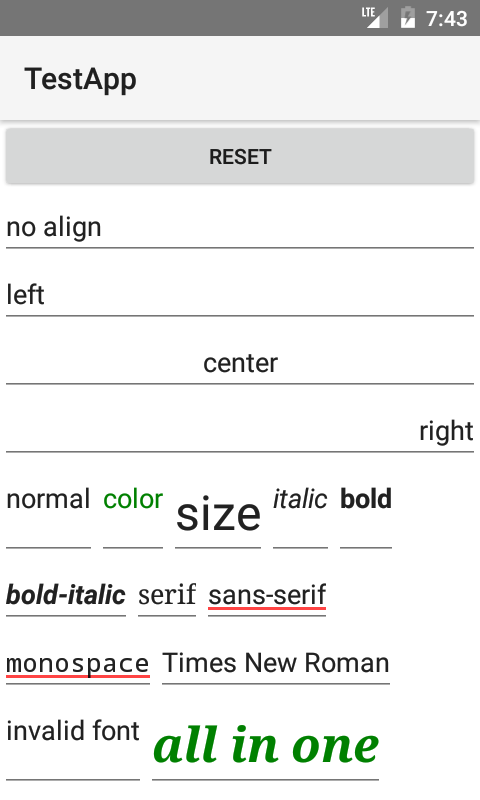 LTE 7:43
TestApp
RESET
no align
left
center
right
normal color size italic bold
bold-italic serif sans-serif
monospace Times New Roman
invalid font all in one